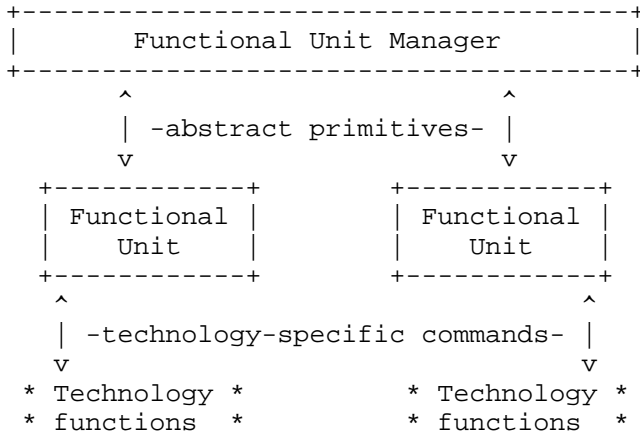 Functional Unit Manager
-abstract primitives-
Functional Functional
Unit Unit
-technology-specific commands-
* Technology * * Technology *
* functions * * functions *